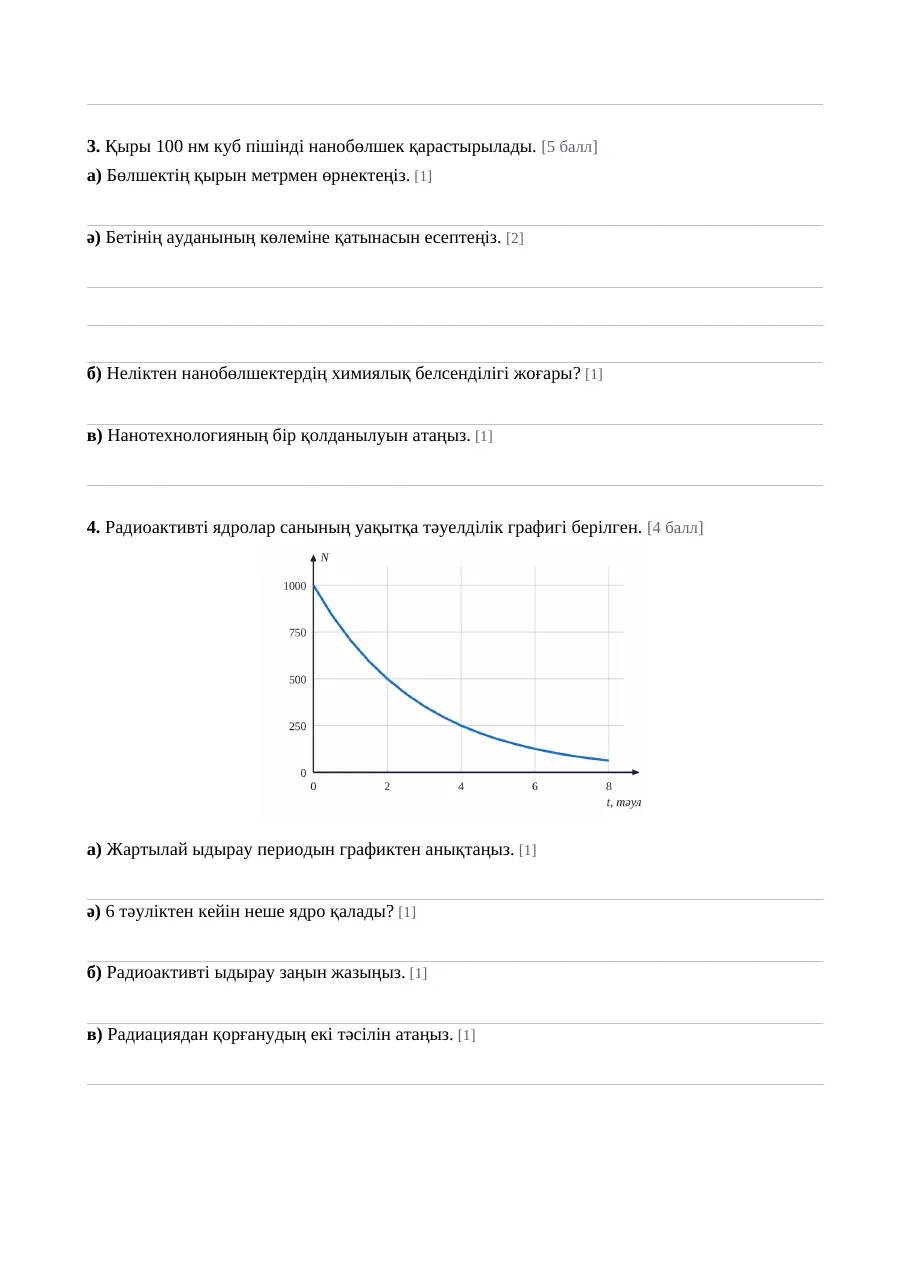 3. Қыры 100 нм куб пішінді нанобөлшек қарастырылады. [5 балл]
а) Бөлшектің қырын метрмен өрнектеңіз. [1]
ә) Бетінің ауданының көлеміне қатынасын есептеңіз. [2]
б) Неліктен нанобөлшектердің химиялық белсенділігі жоғары? [1]
в) Нанотехнологияның бір қолданылуын атаңыз. [1]
4. Радиоактивті ядролар санының уақытқа тәуелділік графигі берілген. [4 балл]
N
1000
750
500
250
0
0 2 4 6 8
t, тәул
а) Жартылай ыдырау периодын графиктен анықтаңыз. [1]
ә) 6 тәуліктен кейін неше ядро қалады? [1]
б) Радиоактивті ыдырау заңын жазыңыз. [1]
в) Радиациядан қорғанудың екі тәсілін атаңыз. [1]